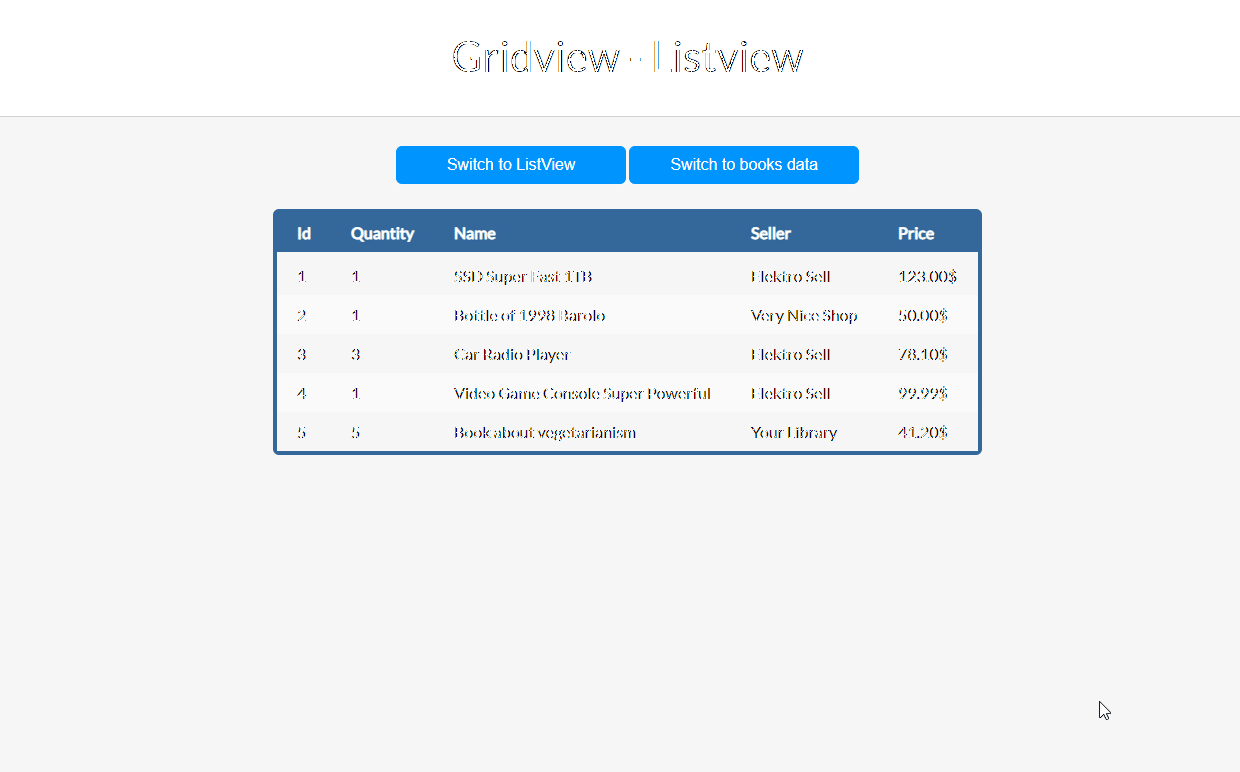 Gridview - Listview
Switch to ListView Switch to books data
Id Quantity Name Seller Price
1 1 SSD Super Fast 1TB Elektro Sell 123.00$
2 1 Bottle of 1998 Barolo Very Nice Shop 50.00$
3 3 Car Radio Player Elektro Sell 78.10$
4 1 Video Game Console Super Powerful Elektro Sell 99.99$
5 5 Book about vegetarianism Your Library 41.20$